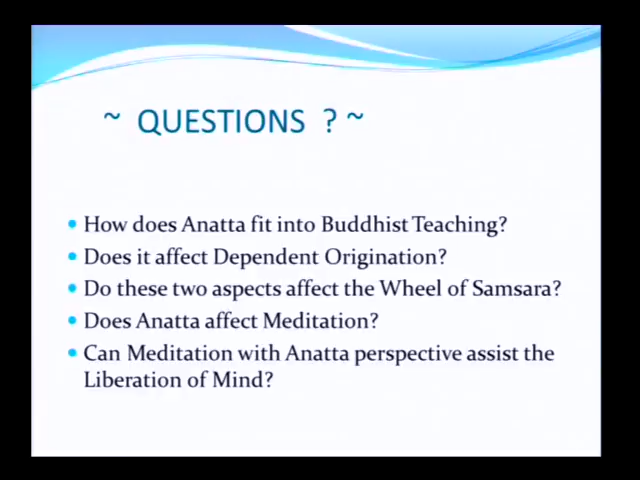 ~ QUESTIONS ? ~
• How does Anatta fit into Buddhist Teaching?
• Does it affect Dependent Origination?
• Do these two aspects affect the Wheel of Samsara?
• Does Anatta affect Meditation?
• Can Meditation with Anatta perspective assist the
Liberation of Mind?